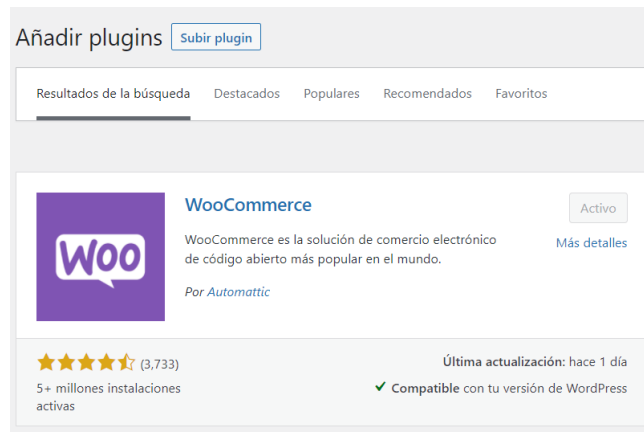 Añadir plugins Subir plugin
Resultados de la búsqueda Destacados Populares Recomendados Favoritos
WooCommerce Activo
WooCommerce es la solución de comercio electrónico Más detalles
de código abierto más popular en el mundo.
Woo
Por Automattic
(3,733) Última actualización: hace 1 día
5+ millones instalaciones Compatible con tu versión de WordPress
activas